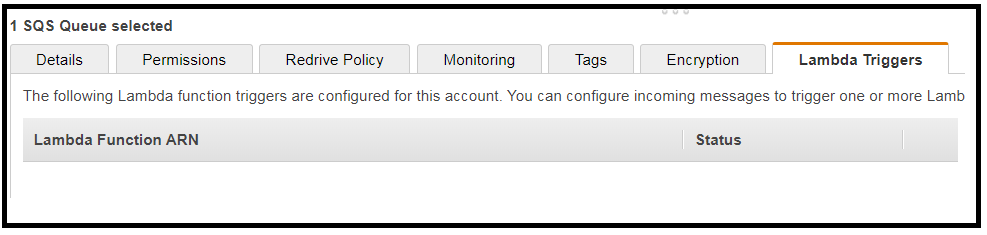 1 SQS Queue selected
Details Permissions Redrive Policy Monitoring Tags Encryption Lambda Triggers
The following Lambda function triggers are configured for this account. You can configure incoming messages to trigger one or more Lamb
Lambda Function ARN Status